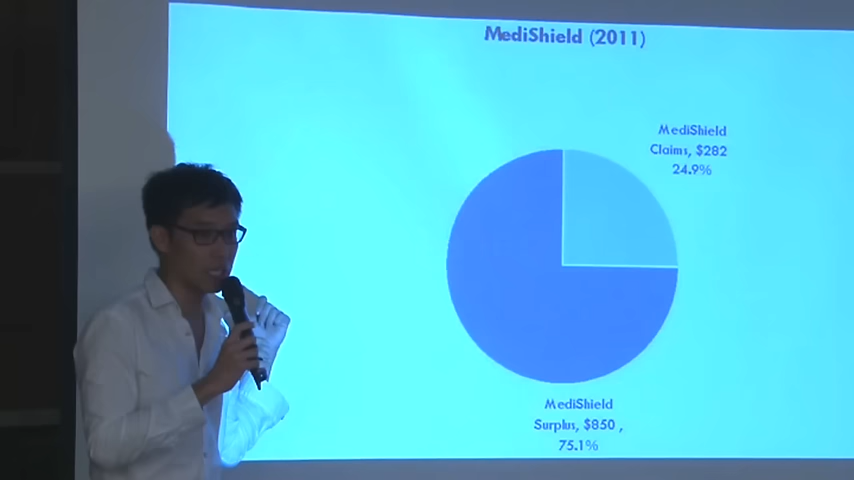 MediShield (2011)
MediShield
Claims, $282
24.9%
MediShield
Surplus, $850 ,
75.1%